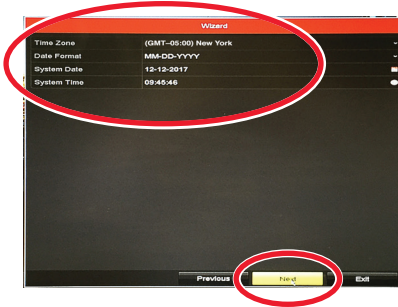 Wizard
Time Zone (GMT-05:00) New York
Date Format MM-DD-YYYY
System Date 12-12-2017
System Time 09:45:46
Previous Next Exit